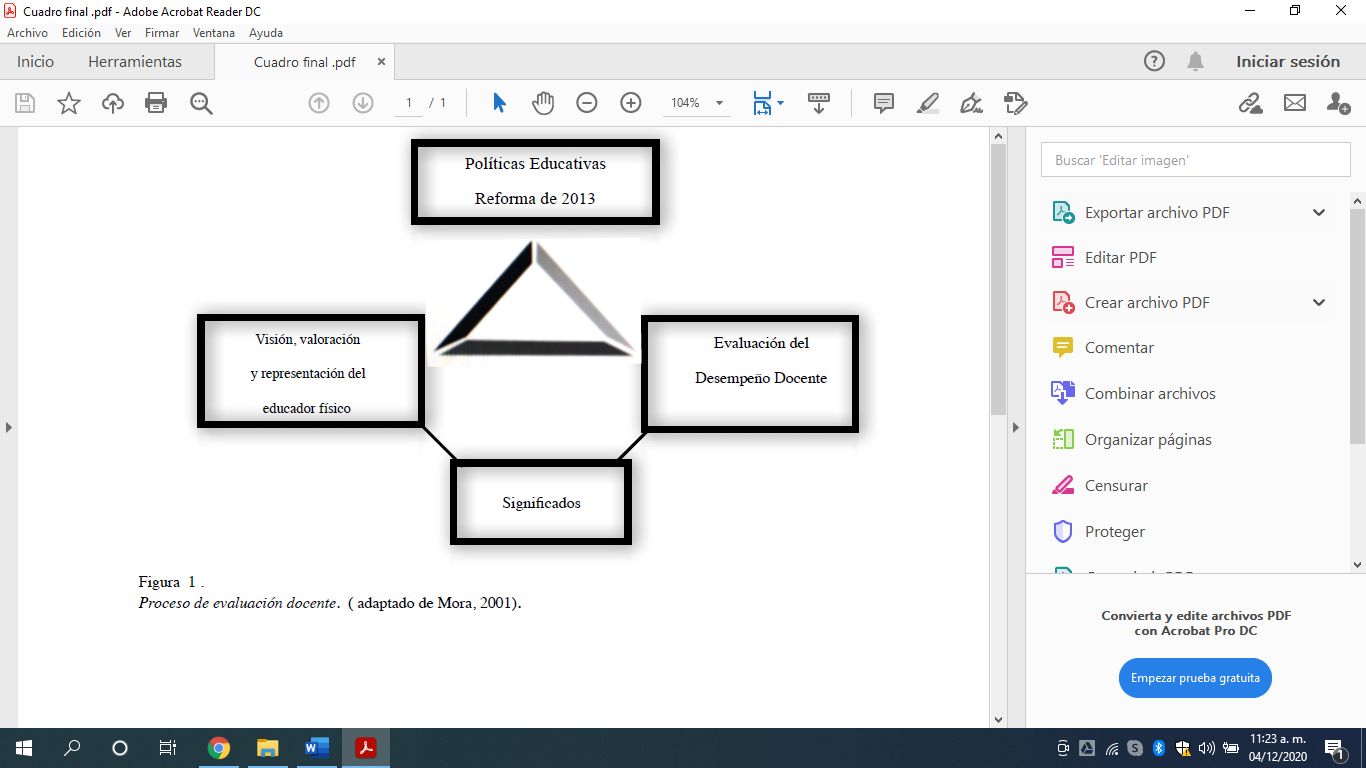 Cuadro final .pdf - Adobe Acrobat Reader DC
Archivo Edición Ver Firmar Ventana Ayuda
Inicio Herramientas Cuadro final .pdf × Iniciar sesión
1 / 1 104%
Políticas Educativas
Reforma de 2013
Visión, valoración
y representación del
educador físico
Evaluación del
Desempeño Docente
Significados
Figura 1 .
Proceso de evaluación docente. ( adaptado de Mora, 2001).
Buscar 'Editar imagen'
Exportar archivo PDF
Editar PDF
Crear archivo PDF
Comentar
Combinar archivos
Organizar páginas
Censurar
Proteger
Convierta y edite archivos PDF
con Acrobat Pro DC
Empezar prueba gratuita
11:23 a. m.
04/12/2020
1